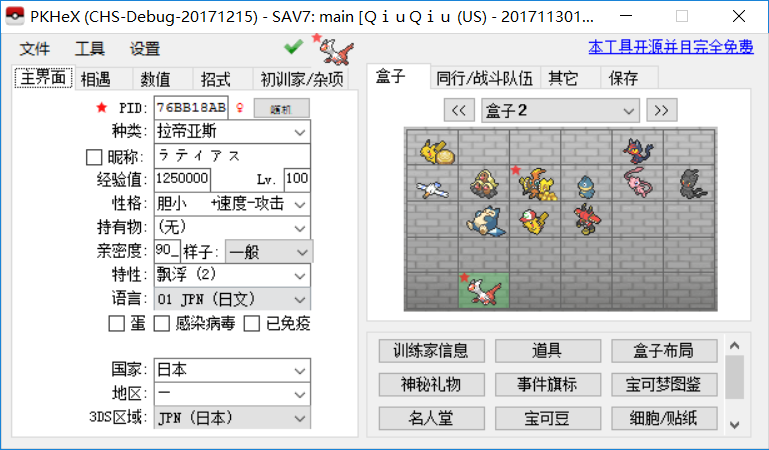 PKHeX (CHS-Debug-20171215) - SAV7: main [ＱｉｕＱｉｕ (US) - 201711301...
文件 工具 设置 本工具开源并且完全免费
主界面 相遇 数值 招式 初训家/杂项
PID: 76BB18AB ♀ 随机
种类: 拉帝亚斯
昵称: ラティアス
经验值: 1250000 Lv. 100
性格: 胆小 +速度-攻击
持有物: (无)
亲密度: 90_ 样子: 一般
特性: 飘浮 (2)
语言: 01 JPN (日文)
蛋 感染病毒 已免疫
国家: 日本
地区: —
3DS区域: JPN (日本)
盒子 同行/战斗队伍 其它 保存
<< 盒子2 >>
训练家信息 道具 盒子布局
神秘礼物 事件旗标 宝可梦图鉴
名人堂 宝可豆 细胞/贴纸